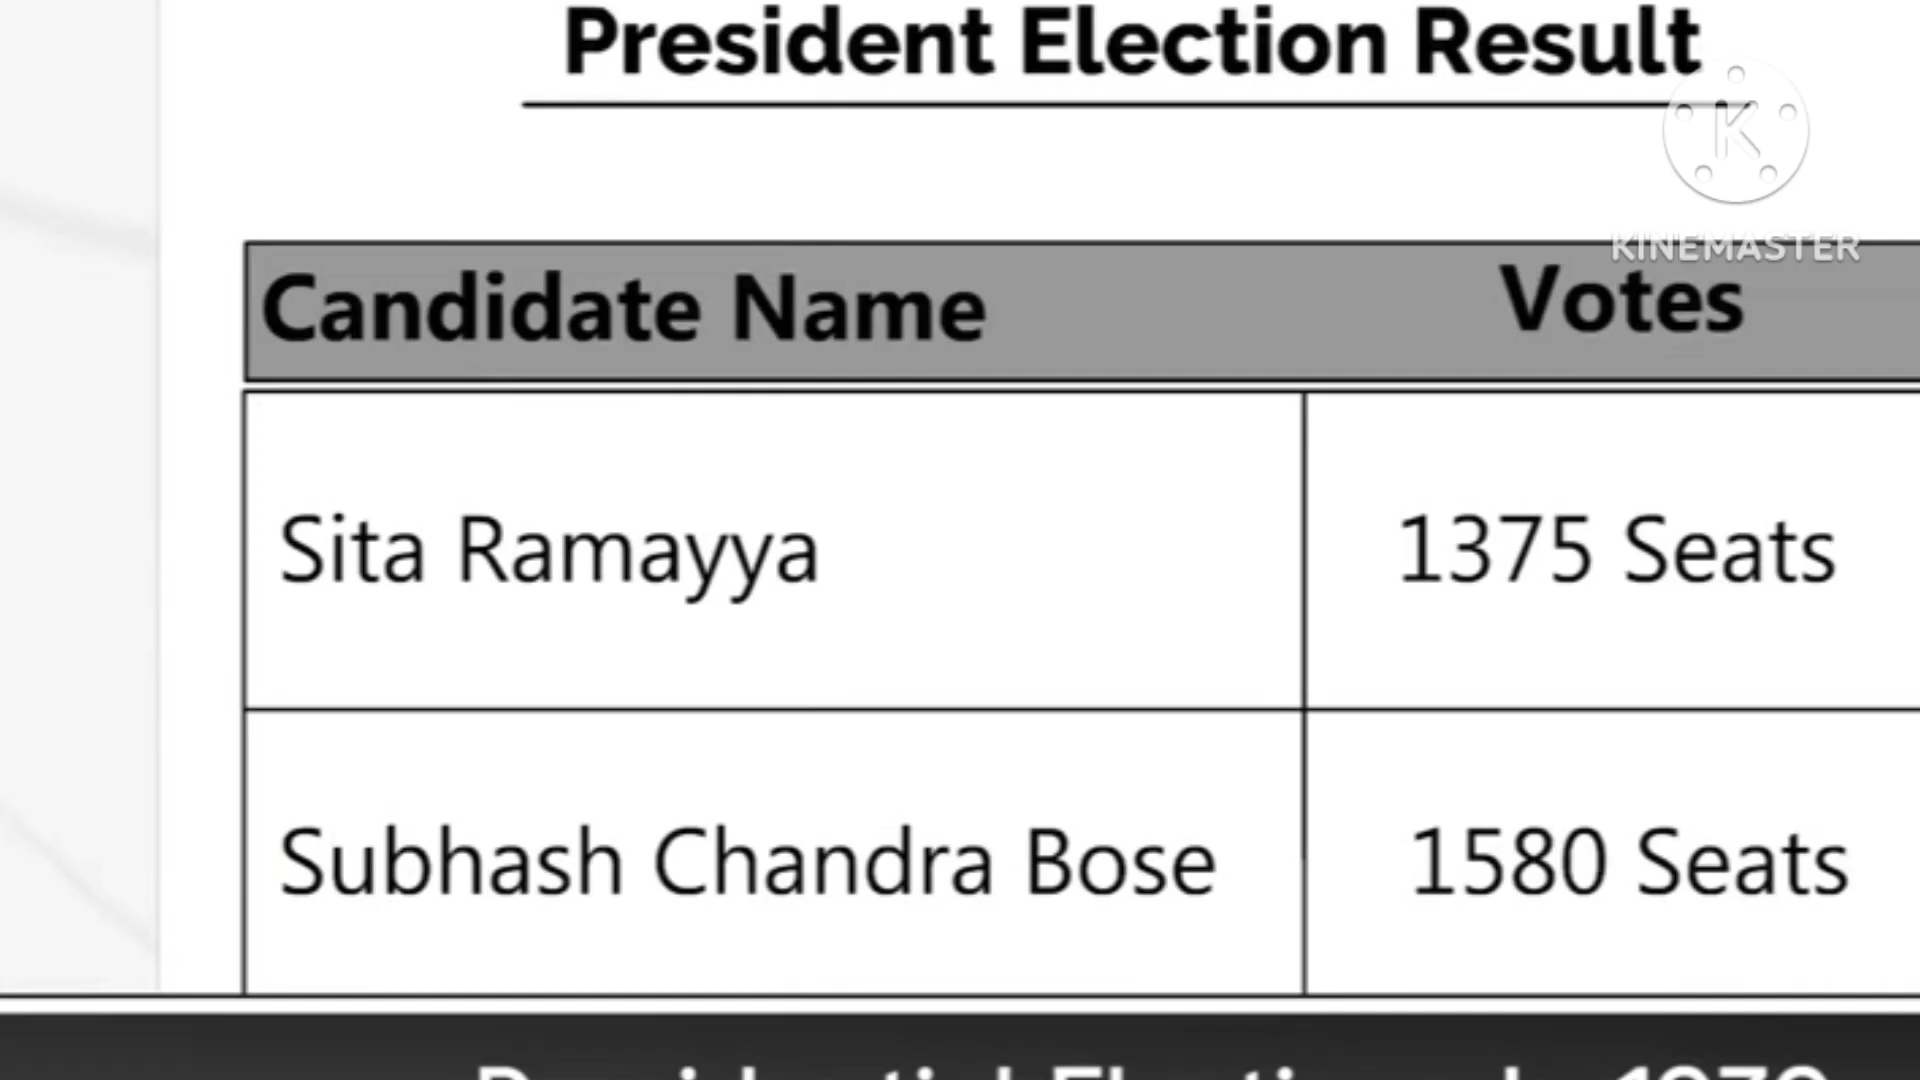 President Election Result
K
KINEMASTER
Candidate Name Votes
Sita Ramayya 1375 Seats
Subhash Chandra Bose 1580 Seats